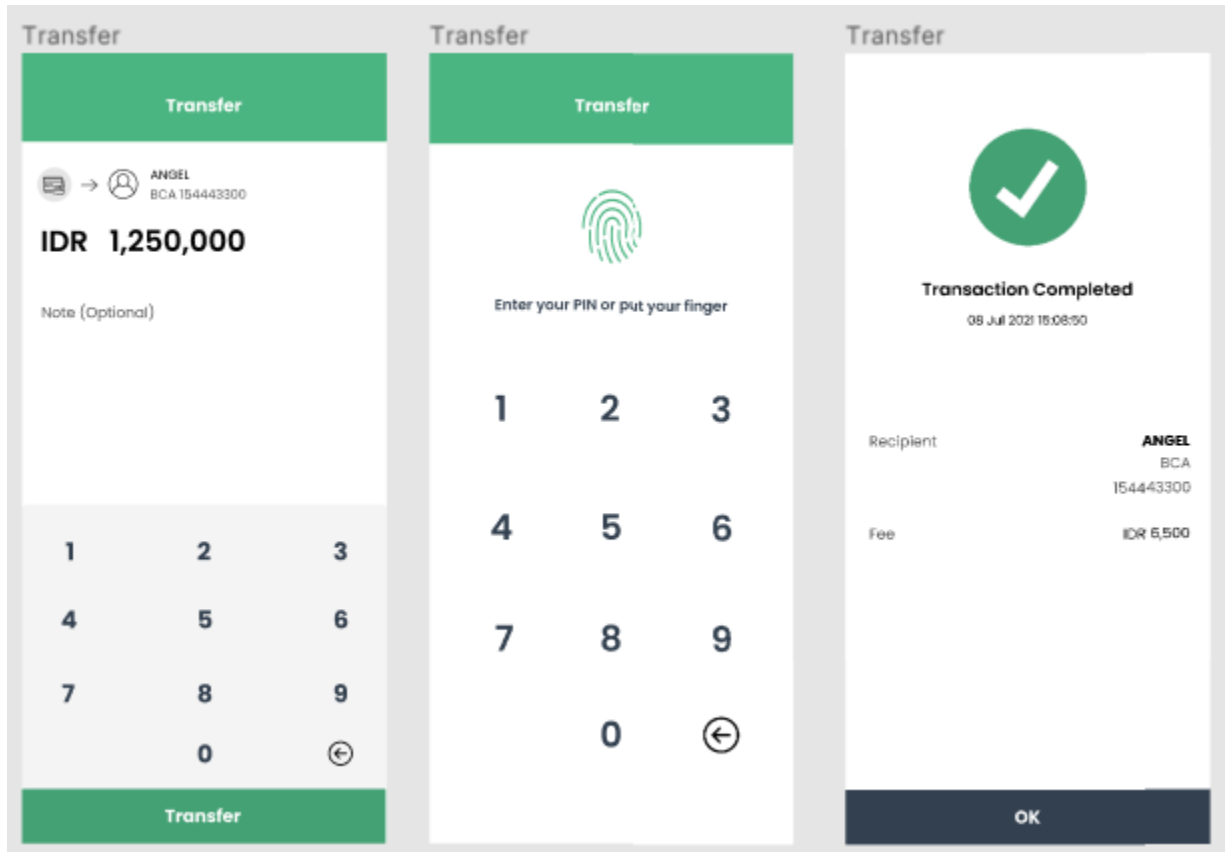 Transfer
Transfer
ANGEL
BCA 154443300
IDR 1,250,000
Note (Optional)
1 2 3
4 5 6
7 8 9
0
Transfer
Transfer
Transfer
Enter your PIN or put your finger
1 2 3
4 5 6
7 8 9
0
Transfer
Transaction Completed
08 Jull 2021 15:08:50
Recipient ANGEL
BCA
154443300
Fee IDR 6,500
OK